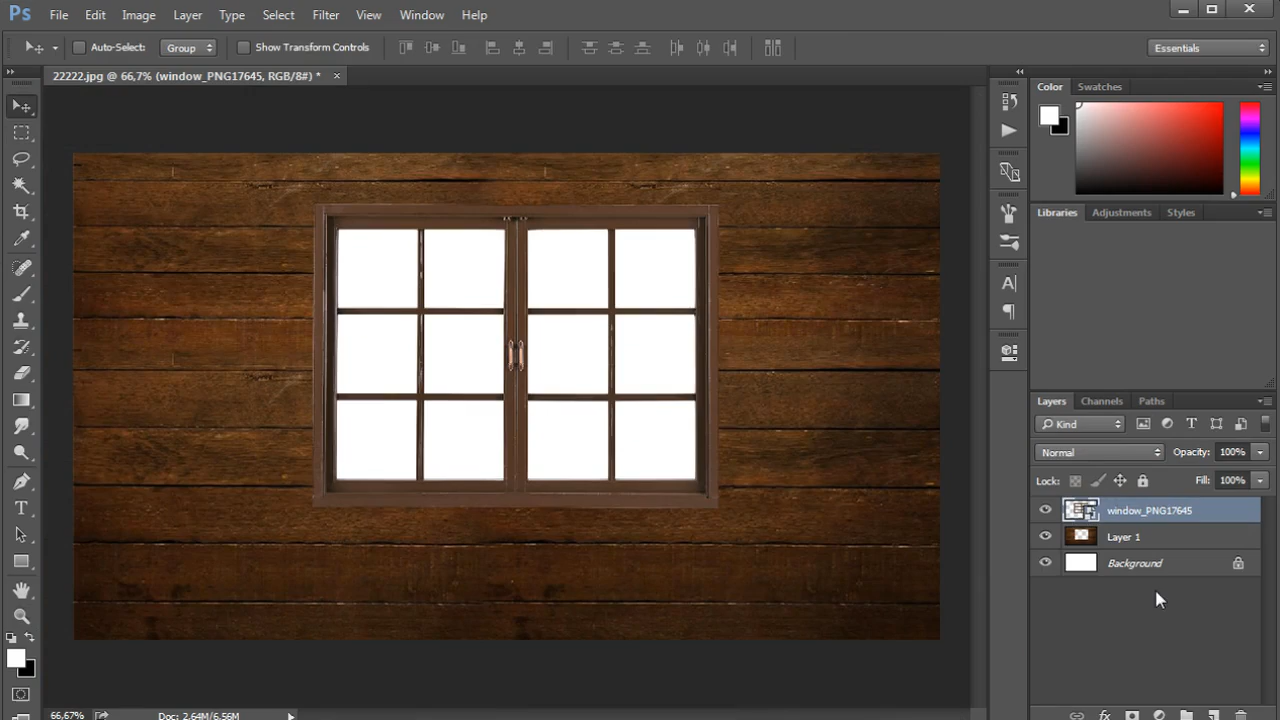 Ps File Edit Image Layer Type Select Filter View Window Help
Auto-Select: Group Show Transform Controls Essentials
22222.jpg @ 66,7% (window_PNG17645, RGB/8#) * ×
Color Swatches
Libraries Adjustments Styles
A
Layers Channels Paths
Kind T
Normal Opacity: 100%
Lock: Fill: 100%
window_PNG17645
Layer 1
Background
T
66,67% Doc: 2,64M/6,56M
fx